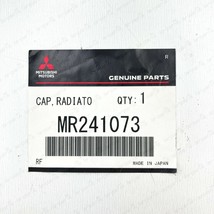 MITSUBISHI
MOTORS
GENUINE PARTS
CAP, RADIATO QTY: 1
MR241073
RF
MADE IN JAPAN